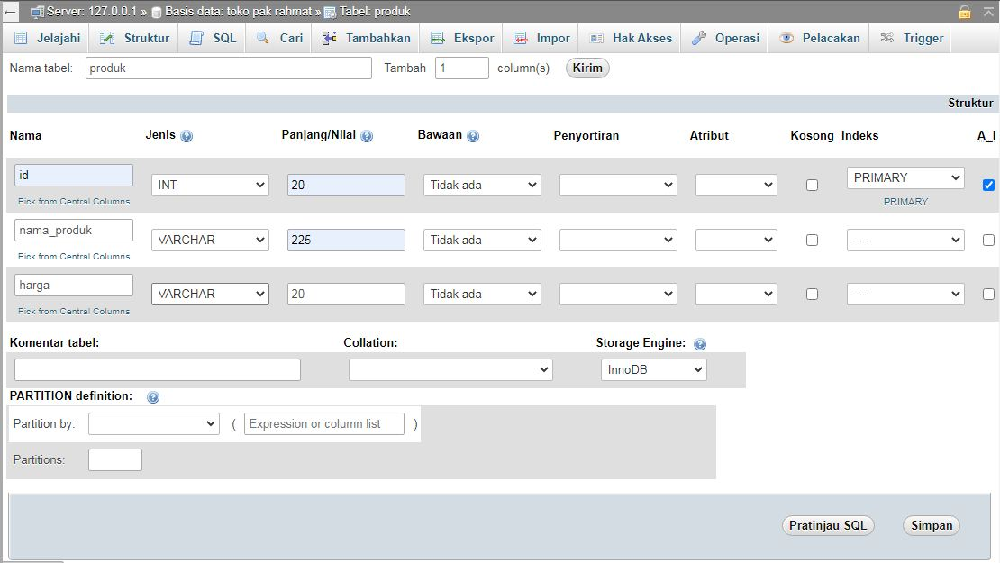 Server: 127.0.0.1 » Basis data: toko pak rahmat » Tabel: produk
Jelajahi Struktur SQL Cari Tambahkan Ekspor Impor Hak Akses Operasi Pelacakan Trigger
Nama tabel: produk Tambah 1 column(s) Kirim
Struktur
Nama Jenis Panjang/Nilai Bawaan Penyortiran Atribut Kosong Indeks A_I
id INT 20 Tidak ada PRIMARY
Pick from Central Columns PRIMARY
nama_produk VARCHAR 225 Tidak ada ---
Pick from Central Columns
harga VARCHAR 20 Tidak ada ---
Pick from Central Columns
Komentar tabel: Collation: Storage Engine:
InnoDB
PARTITION definition:
Partition by: ( Expression or column list )
Partitions:
Pratinjau SQL Simpan